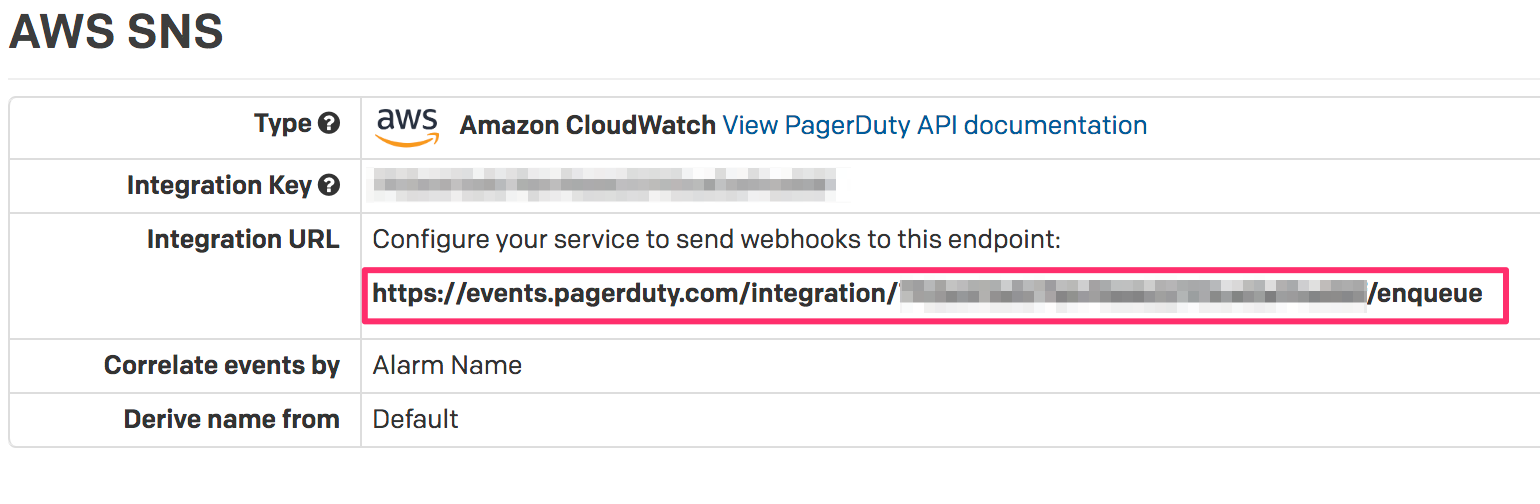 AWS SNS
Type ? aws Amazon CloudWatch View PagerDuty API documentation
Integration Key ?
Integration URL Configure your service to send webhooks to this endpoint:
https://events.pagerduty.com/integration/ /enqueue
Correlate events by Alarm Name
Derive name from Default